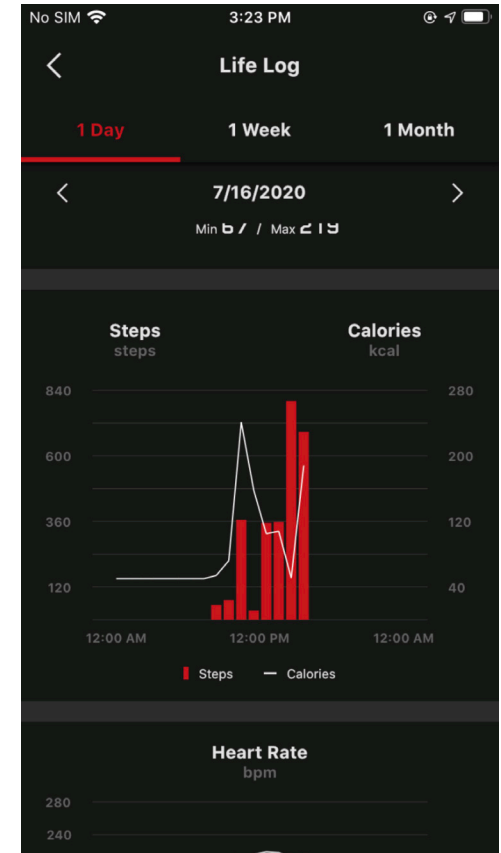 No SIM 3:23 PM
Life Log
1 Day 1 Week 1 Month
7/16/2020
Min 67 / Max 219
Steps Calories
steps kcal
840 280
600 200
360 120
120 40
12:00 AM 12:00 PM 12:00 AM
Steps Calories
Heart Rate
bpm
280
240